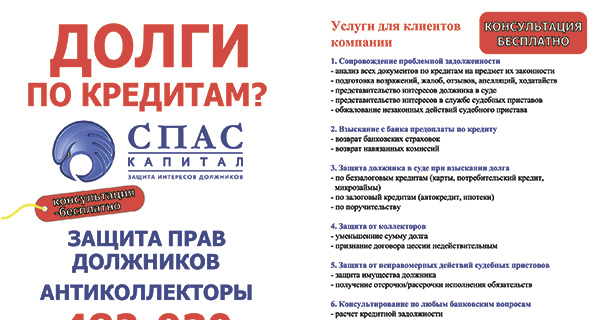 ДОЛГИ
ПО КРЕДИТАМ?
СПАС
КАПИТАЛ
ЗАЩИТА ИНТЕРЕСОВ ДОЛЖНИКОВ
консультация
-бесплатно
ЗАЩИТА ПРАВ
ДОЛЖНИКОВ
АНТИКОЛЛЕКТОРЫ
Услуги для клиентов
компании
КОНСУЛЬТАЦИЯ
БЕСПЛАТНО
1. Сопровождение проблемной задолженности
- анализ всех документов по кредитам на предмет их законности
- подготовка возражений, жалоб, отзывов, апелляций, ходатайств
- представительство интересов должника в суде
- представительство интересов в службе судебных приставов
- обжалование незаконных действий судебного пристава
2. Взыскание с банка предоплаты по кредиту
- возврат банковских страховок
- возврат навязанных комиссий
3. Защита должника в суде при взыскании долга
- по беззалоговым кредитам (карты, потребительский кредит,
микрозаймы)
- по залоговый кредитам (автокредит, ипотеки)
- по поручительству
4. Защита от коллекторов
- уменьшенние сумму долга
- признание договора цессии недействительным
5. Защита от неправомерных действий судебных приставов
- защита имущества должника
- получение отсрочки/рассрочки исполнения обязательств
6. Консультирование по любым банковским вопросам
- расчет кредитной задолжности